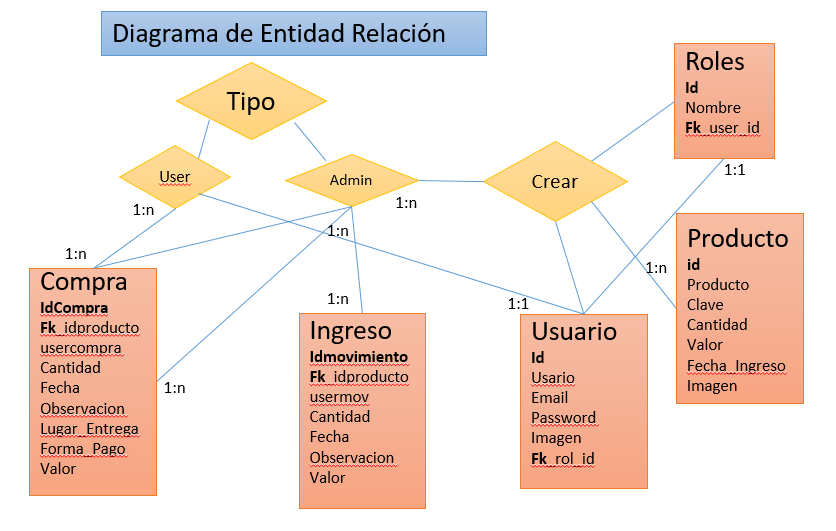 Diagrama de Entidad Relación
Tipo
User
Admin
Crear
1:n
1:n
1:n
1:n
1:n
1:n
1:1
1:n
1:1
Roles
Id
Nombre
Fk_user_id
Producto
id
Producto
Clave
Cantidad
Valor
Fecha_Ingreso
Imagen
Compra
IdCompra
Fk_idproducto
usercompra
Cantidad
Fecha
Observacion
Lugar_Entrega
Forma_Pago
Valor
Ingreso
Idmovimiento
Fk_idproducto
usermov
Cantidad
Fecha
Observacion
Valor
Usuario
Id
Usario
Email
Password
Imagen
Fk_rol_id